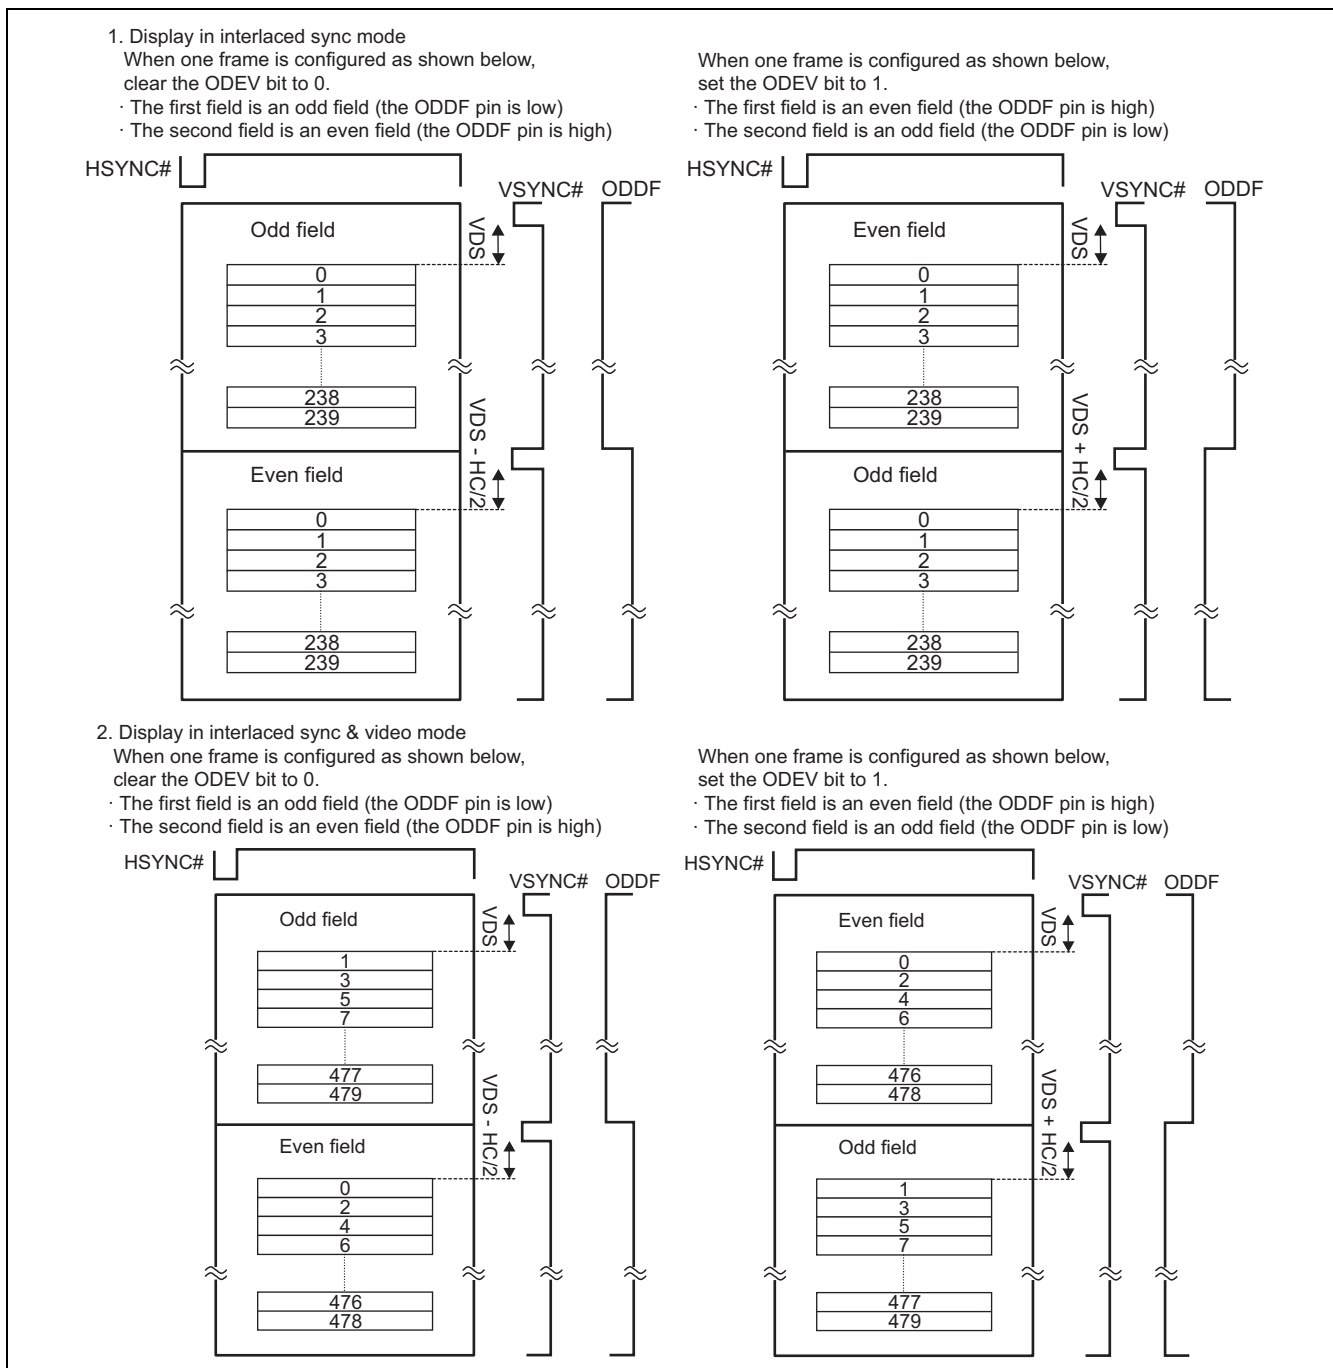 1. Display in interlaced sync mode
When one frame is configured as shown below,
clear the ODEV bit to 0.
· The first field is an odd field (the ODDF pin is low)
· The second field is an even field (the ODDF pin is high)
HSYNC#
VSYNC# ODDF
Odd field
VDS
0
1
2
3
238
239
VDS - HC/2
Even field
0
1
2
3
238
239
When one frame is configured as shown below,
set the ODEV bit to 1.
· The first field is an even field (the ODDF pin is high)
· The second field is an odd field (the ODDF pin is low)
HSYNC#
VSYNC# ODDF
Even field
VDS
0
1
2
3
238
239
VDS + HC/2
Odd field
0
1
2
3
238
239
2. Display in interlaced sync & video mode
When one frame is configured as shown below,
clear the ODEV bit to 0.
· The first field is an odd field (the ODDF pin is low)
· The second field is an even field (the ODDF pin is high)
HSYNC#
VSYNC# ODDF
Odd field
VDS
1
3
5
7
477
479
VDS - HC/2
Even field
0
2
4
6
476
478
When one frame is configured as shown below,
set the ODEV bit to 1.
· The first field is an even field (the ODDF pin is high)
· The second field is an odd field (the ODDF pin is low)
HSYNC#
VSYNC# ODDF
Even field
VDS
0
2
4
6
476
478
VDS + HC/2
Odd field
1
3
5
7
477
479